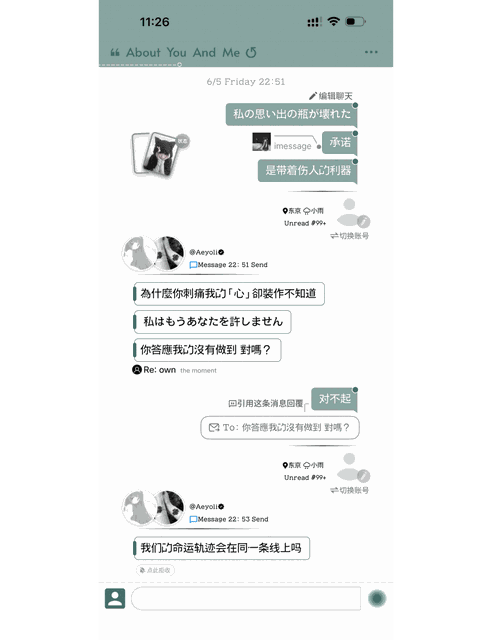 11:26
About You And Me
6/5 Friday 22:51
编辑聊天
私の思い出の瓶が壊れた
imessage
承诺
是带着伤人的利器
东京 小雨
Unread #99+
切换账号
@Aeyoli
Message 22: 51 Send
為什麼你刺痛我的「心」卻裝作不知道
私はもうあなたを許しません
你答應我的沒有做到 對嗎？
Re: own the moment
对不起
引用这条消息回覆
To: 你答應我的沒有做到 對嗎？
东京 小雨
Unread #99+
切换账号
@Aeyoli
Message 22: 53 Send
我们的命运轨迹会在同一条线上吗
点此拒收